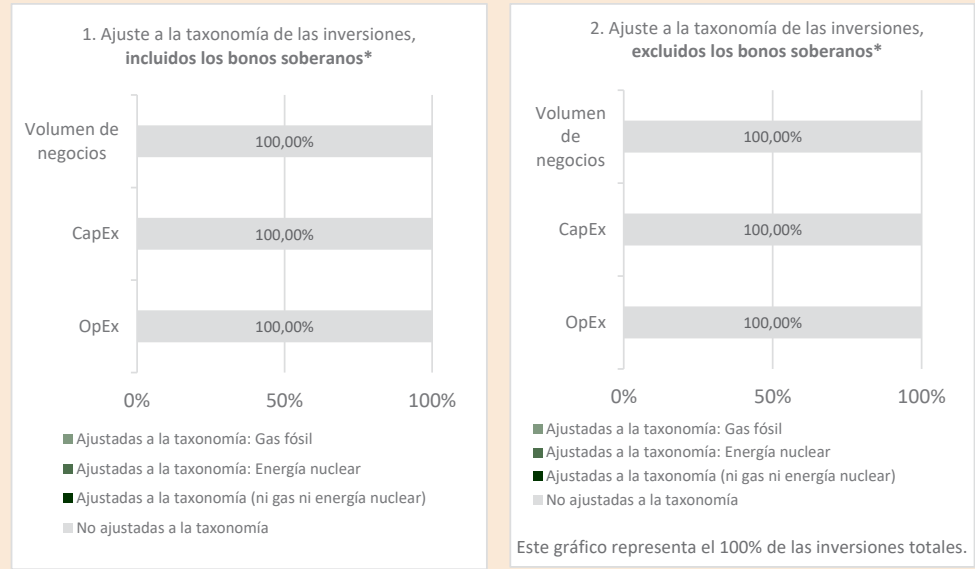 1. Ajuste a la taxonomía de las inversiones,
incluidos los bonos soberanos*
Volumen de
negocios
100,00%
CapEx
100,00%
OpEx
100,00%
0%
50%
100%
Ajustadas a la taxonomía: Gas fósil
Ajustadas a la taxonomía: Energía nuclear
Ajustadas a la taxonomía (ni gas ni energía nuclear)
No ajustadas a la taxonomía
2. Ajuste a la taxonomía de las inversiones,
excluidos los bonos soberanos*
Volumen
de
negocios
100,00%
CapEx
100,00%
OpEx
100,00%
0%
50%
100%
Ajustadas a la taxonomía: Gas fósil
Ajustadas a la taxonomía: Energía nuclear
Ajustadas a la taxonomía (ni gas ni energía nuclear)
No ajustadas a la taxonomía
Este gráfico representa el 100% de las inversiones totales.